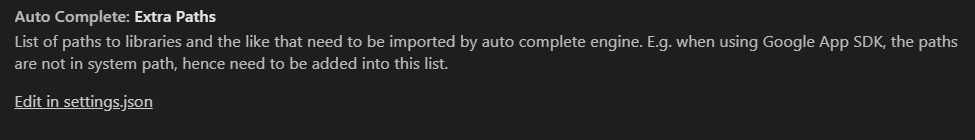 Auto Complete: Extra Paths
List of paths to libraries and the like that need to be imported by auto complete engine. E.g. when using Google App SDK, the paths
are not in system path, hence need to be added into this list.
Edit in settings.json